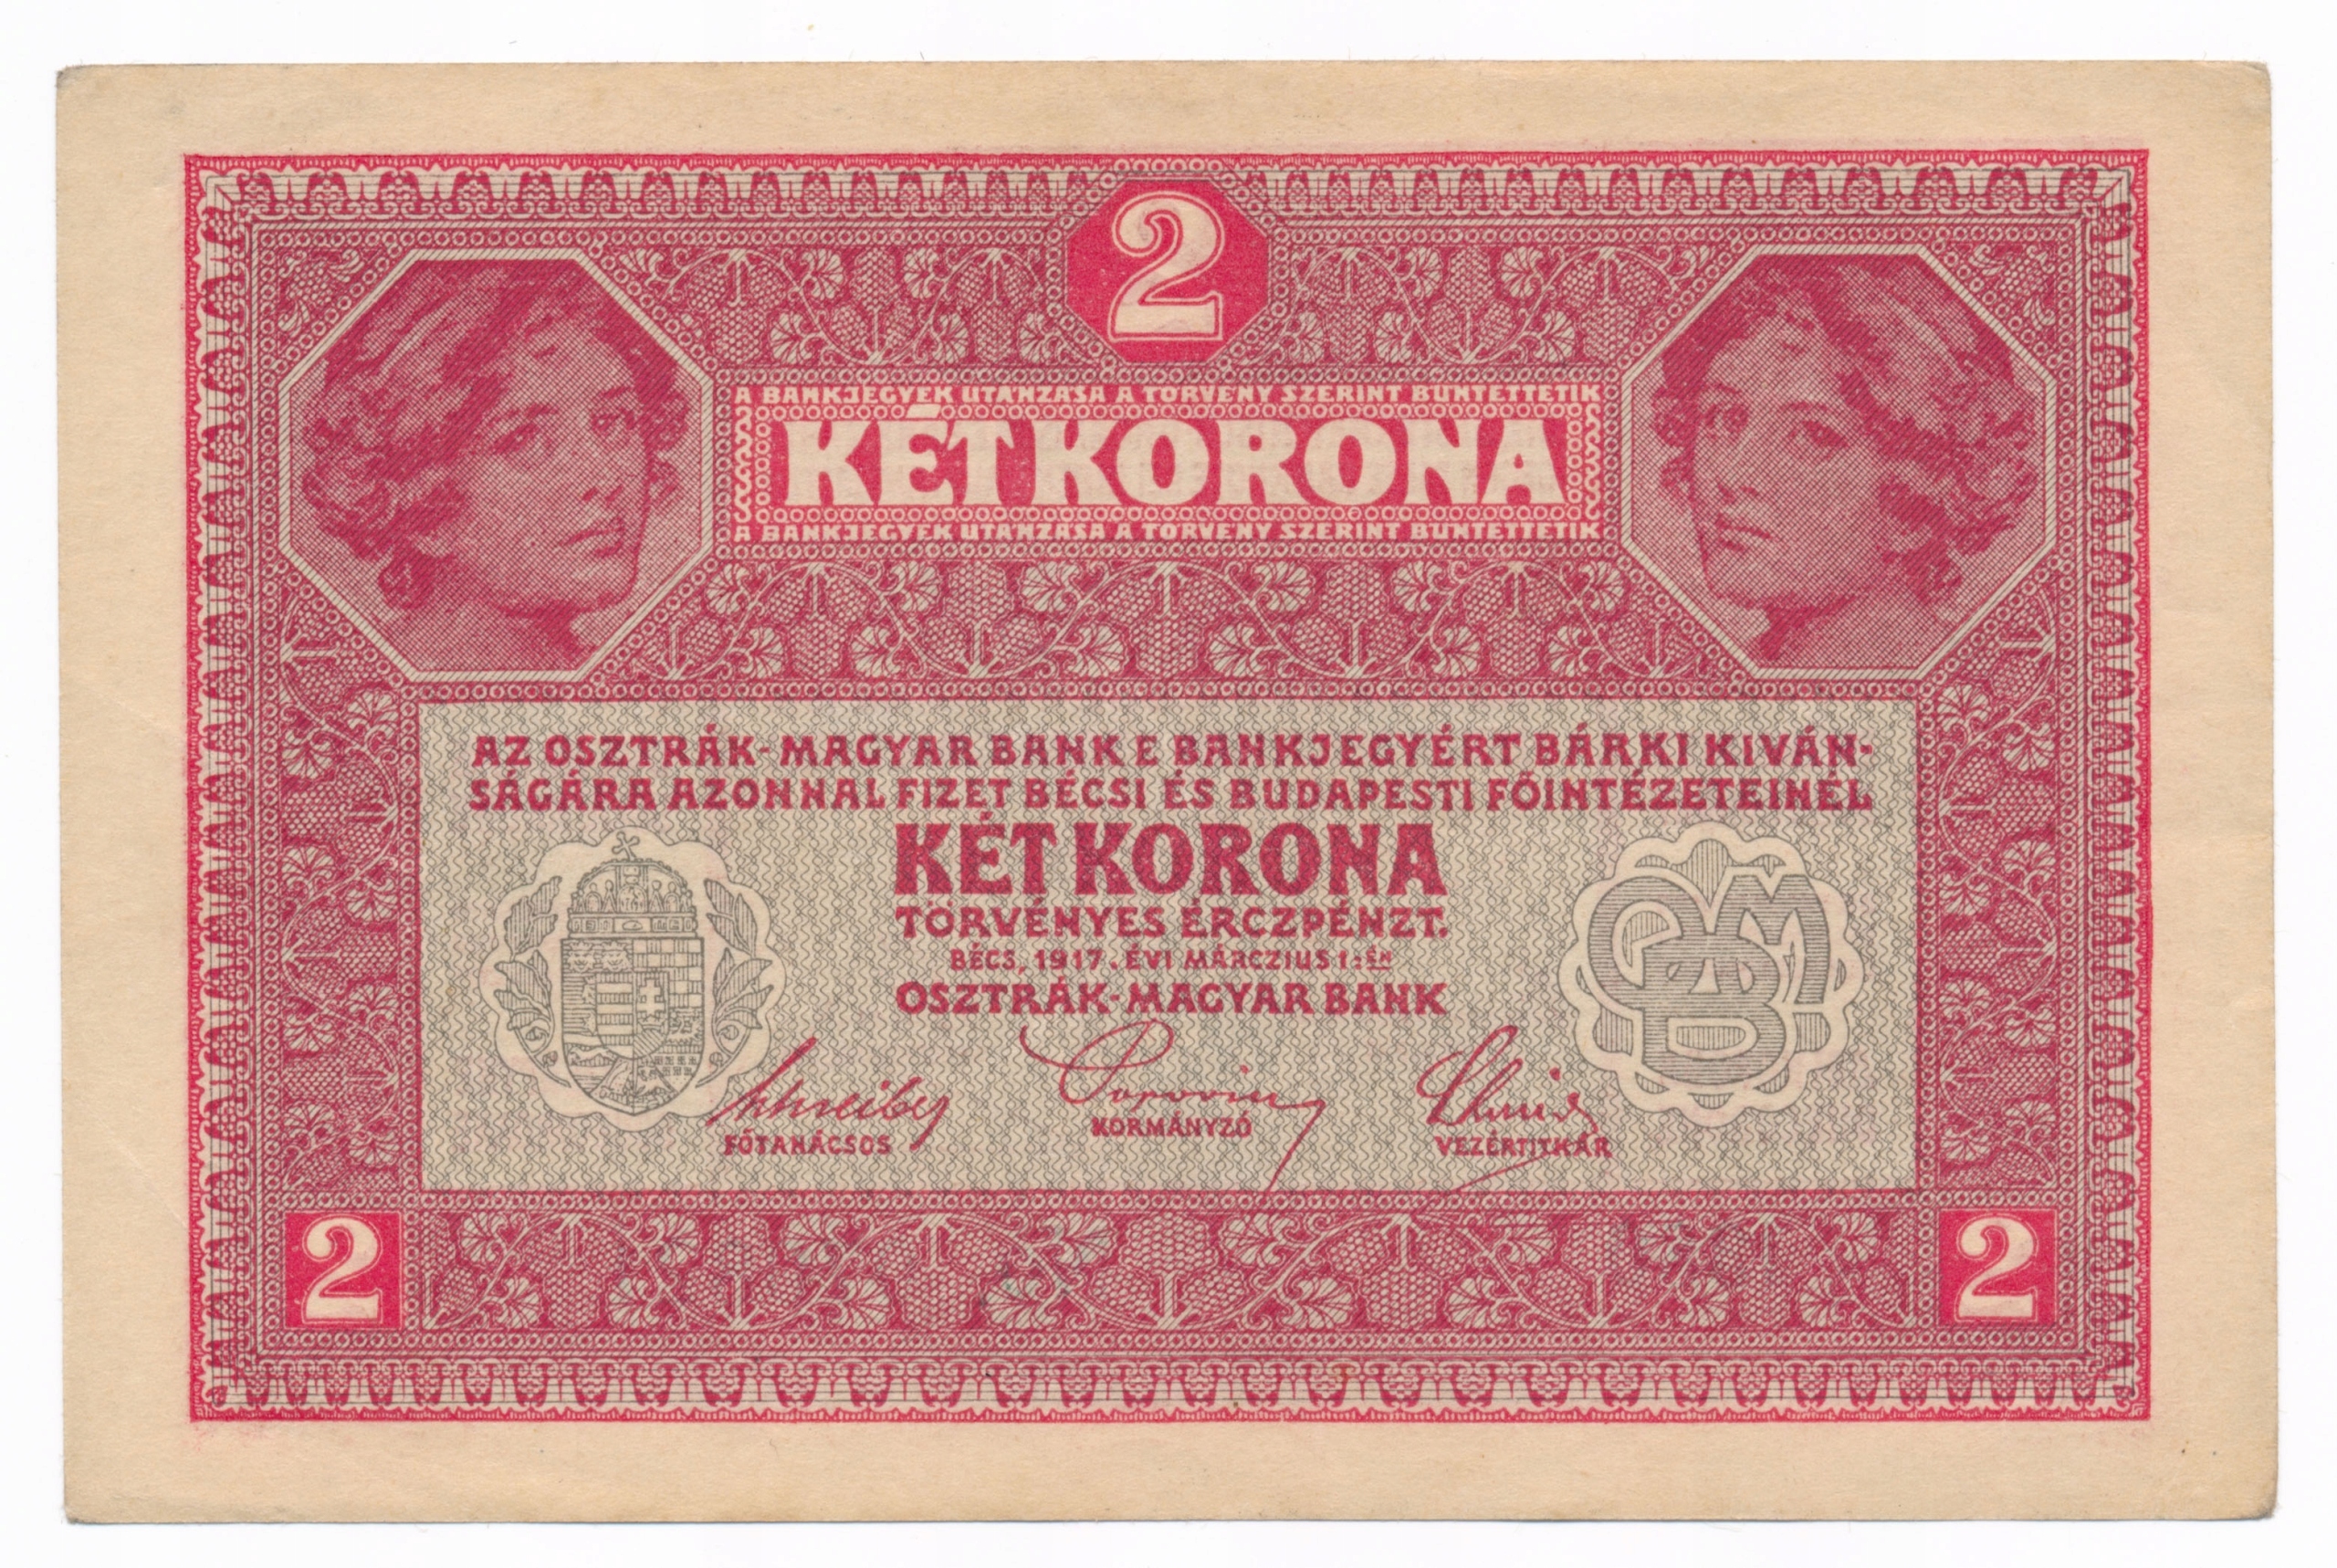 2
A BANKJEGYEK UTÁNZÁSA A TÖRVÉNY SZERINT BÜNTETTETIK
KÉT KORONA
A BANKJEGYEK UTÁNZÁSA A TÖRVÉNY SZERINT BÜNTETTETIK
AZ OSZTRÁK-MAGYAR BANK E BANKJEGYÉRT BÁRKI KIVÁN-
SÁGÁRA AZONNAL FIZET BÉCSI ÉS BUDAPESTI FŐINTÉZETEINÉL
KÉT KORONA
TÖRVÉNYES ÉRCZPÉNZT.
BÉCS, 1917. ÉVI MÁRCZIUS 1-ÉN
OSZTRÁK-MAGYAR BANK
FŐTANÁCSOS
KORMÁNYZÓ
VEZÉRTITKÁR
2
2